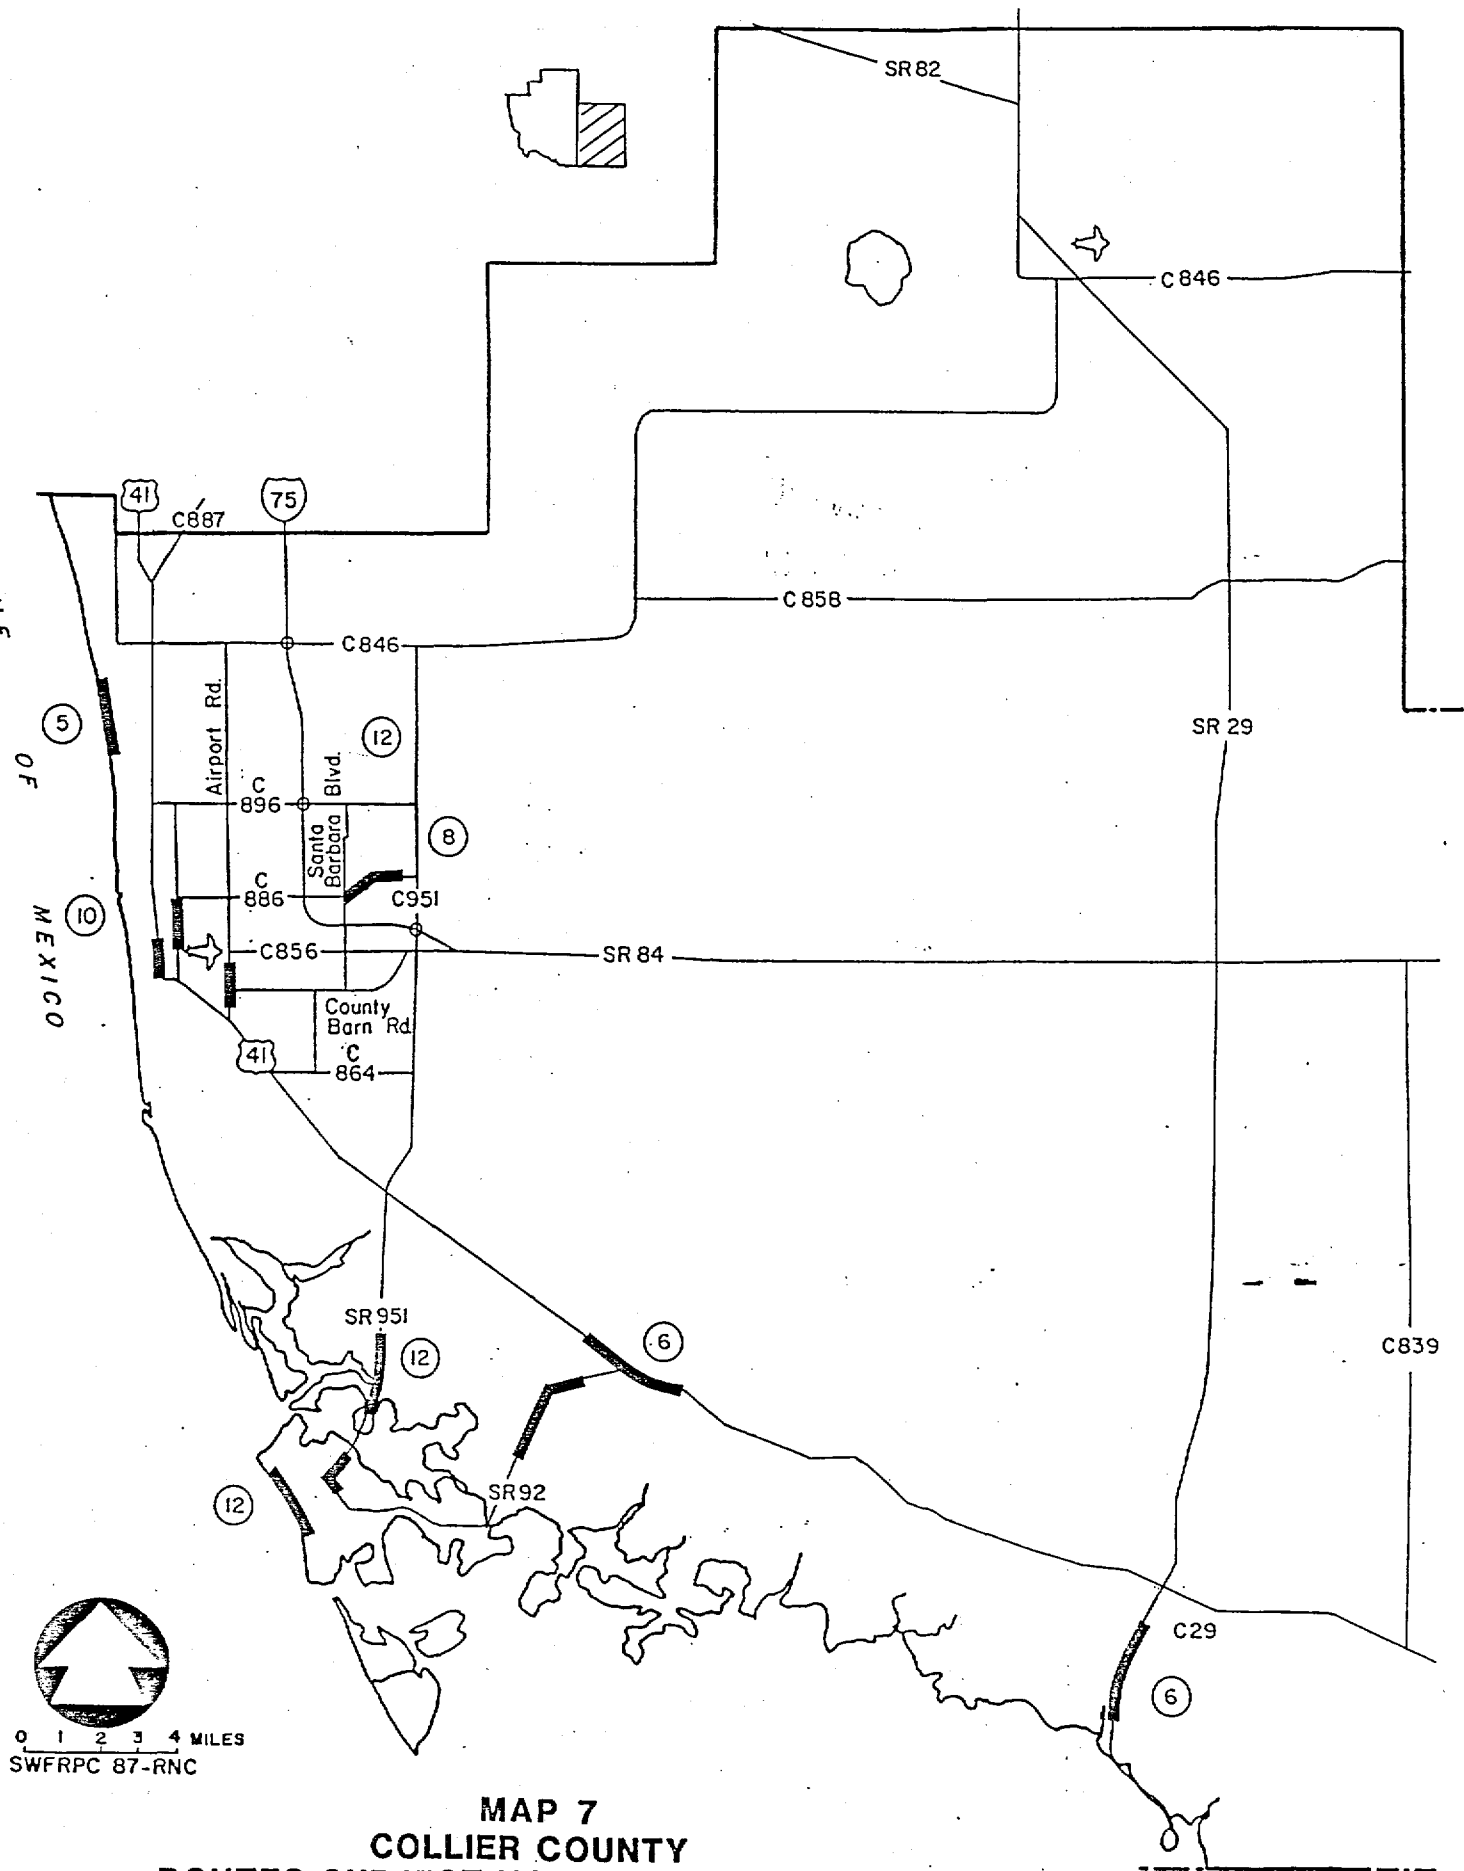 SR 82
C 846
41
C887
75
C 858
C 846
5
Airport Rd.
12
SR 29
OF
Santa
Barbara
Blvd.
C
896
8
C
886
C951
10
MEXICO
C856
SR 84
County
Barn Rd.
41
C
864
SR 951
12
6
C839
SR92
12
C29
6
0 1 2 3 4 MILES
SWFRPC 87-RNC
MAP 7
COLLIER COUNTY